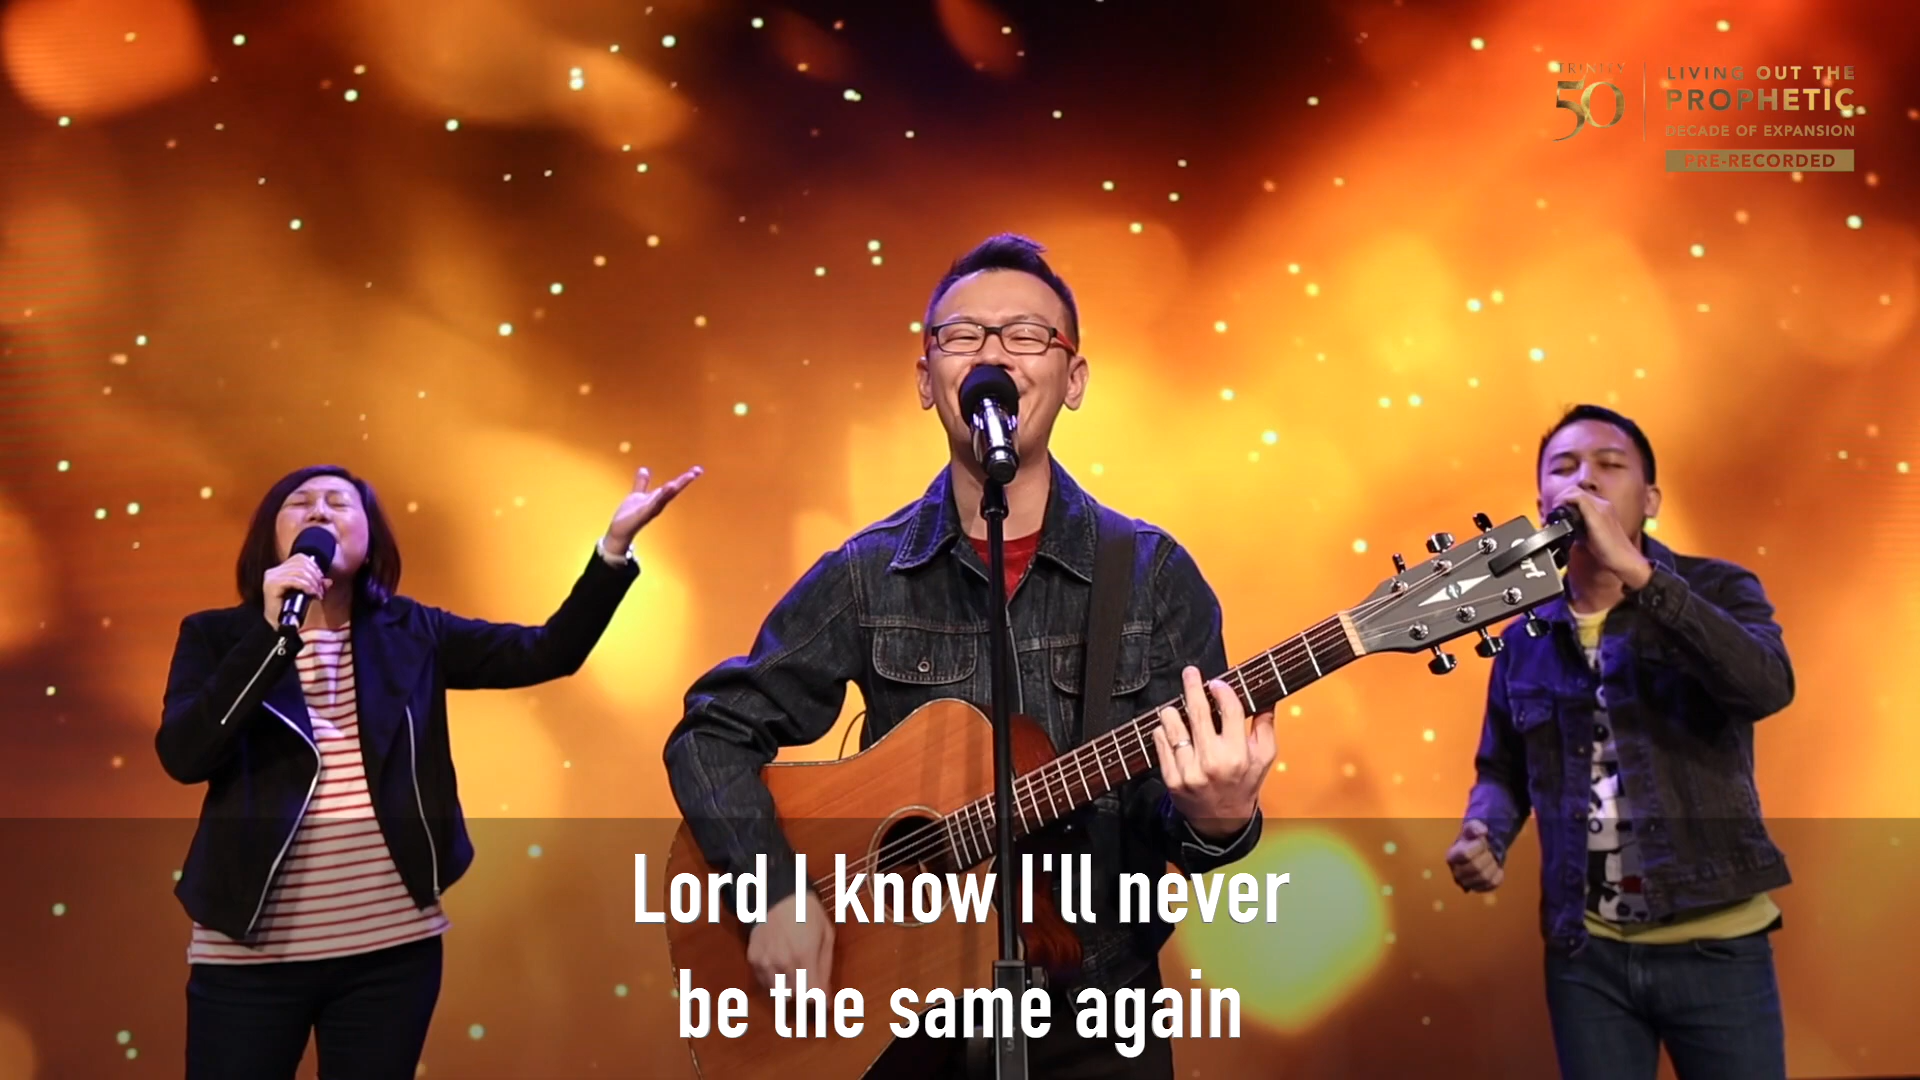 TRINITY
50
LIVING OUT THE
PROPHETIC
DECADE OF EXPANSION
PRE-RECORDED
Cort
Lord I know I'll never
be the same again